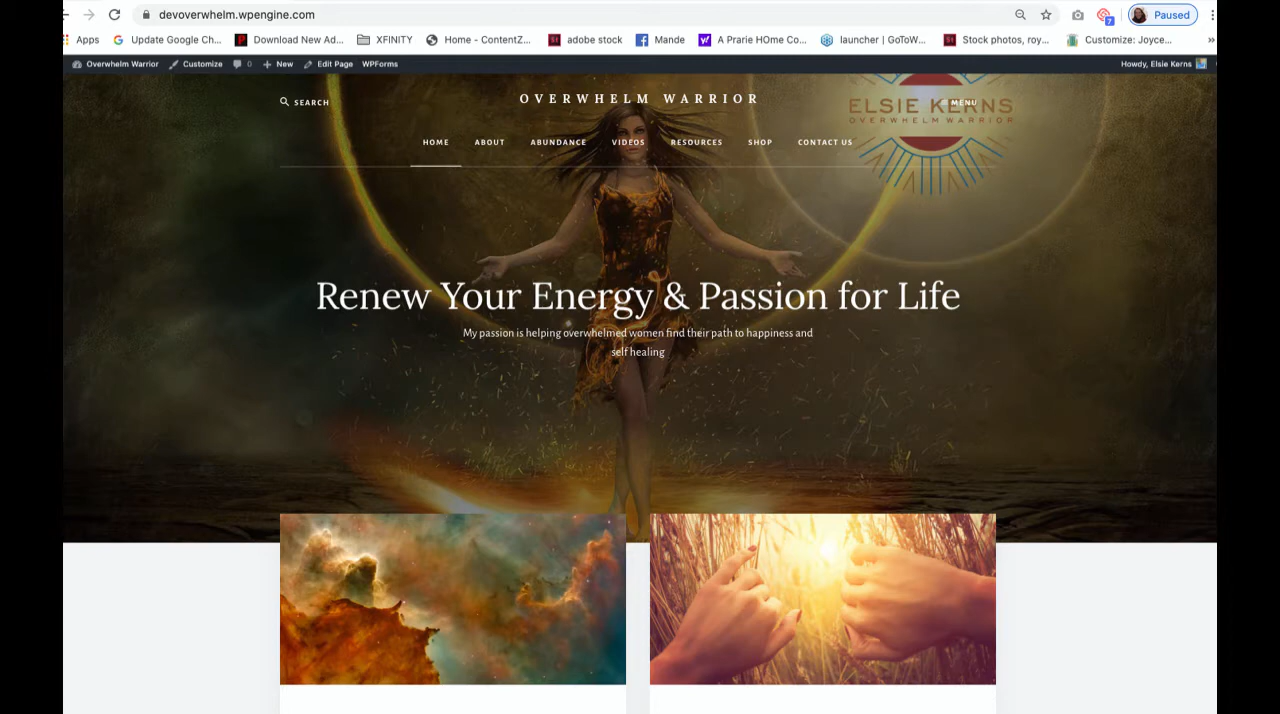 devoverwhelm.wpengine.com
7
Paused
Apps
Update Google Ch...
Download New Ad...
XFINITY
Home - ContentZ...
adobe stock
Mande
A Prarie HOme Co...
launcher | GoToW...
Stock photos, roy...
Customize: Joyce...
»
Overwhelm Warrior
Customize
0
New
Edit Page
WPForms
Howdy, Elsie Kerns
SEARCH
OVERWHELM WARRIOR
MENU
ELSIE KERNS
OVERWHELM WARRIOR
HOME
ABOUT
ABUNDANCE
VIDEOS
RESOURCES
SHOP
CONTACT US
Renew Your Energy & Passion for Life
My passion is helping overwhelmed women find their path to happiness and
self healing